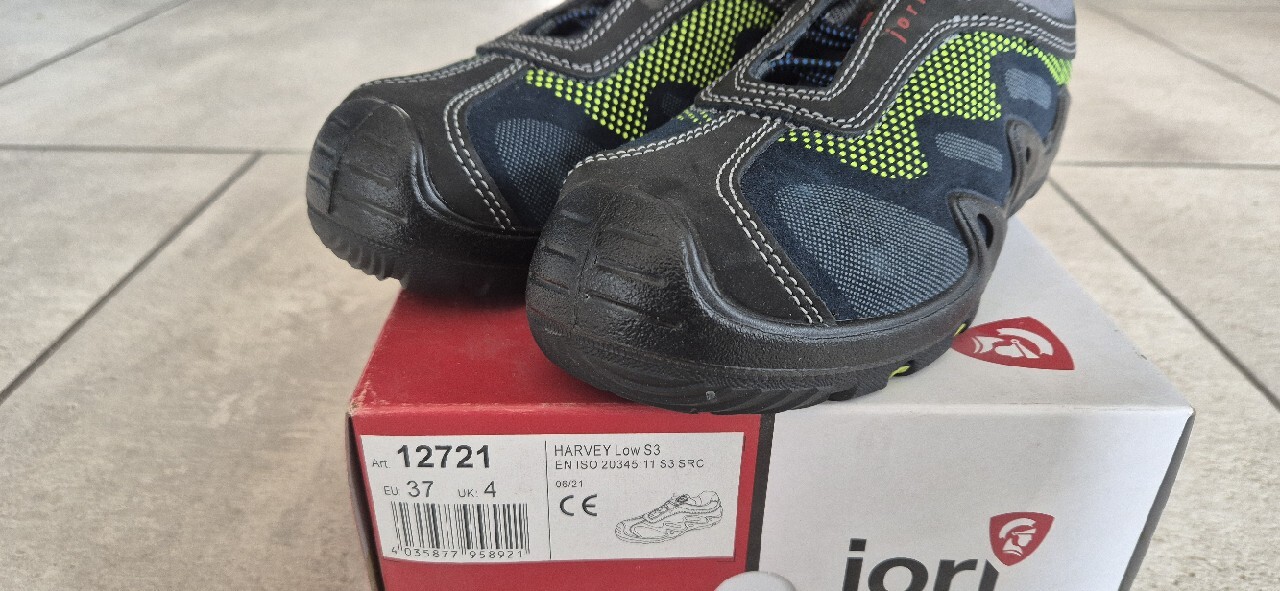 jori
Art. 12721
EU: 37 UK: 4
4 035877 958921
HARVEY Low S3
EN ISO 20345:11 S3 SRC
06/21
CE
jori